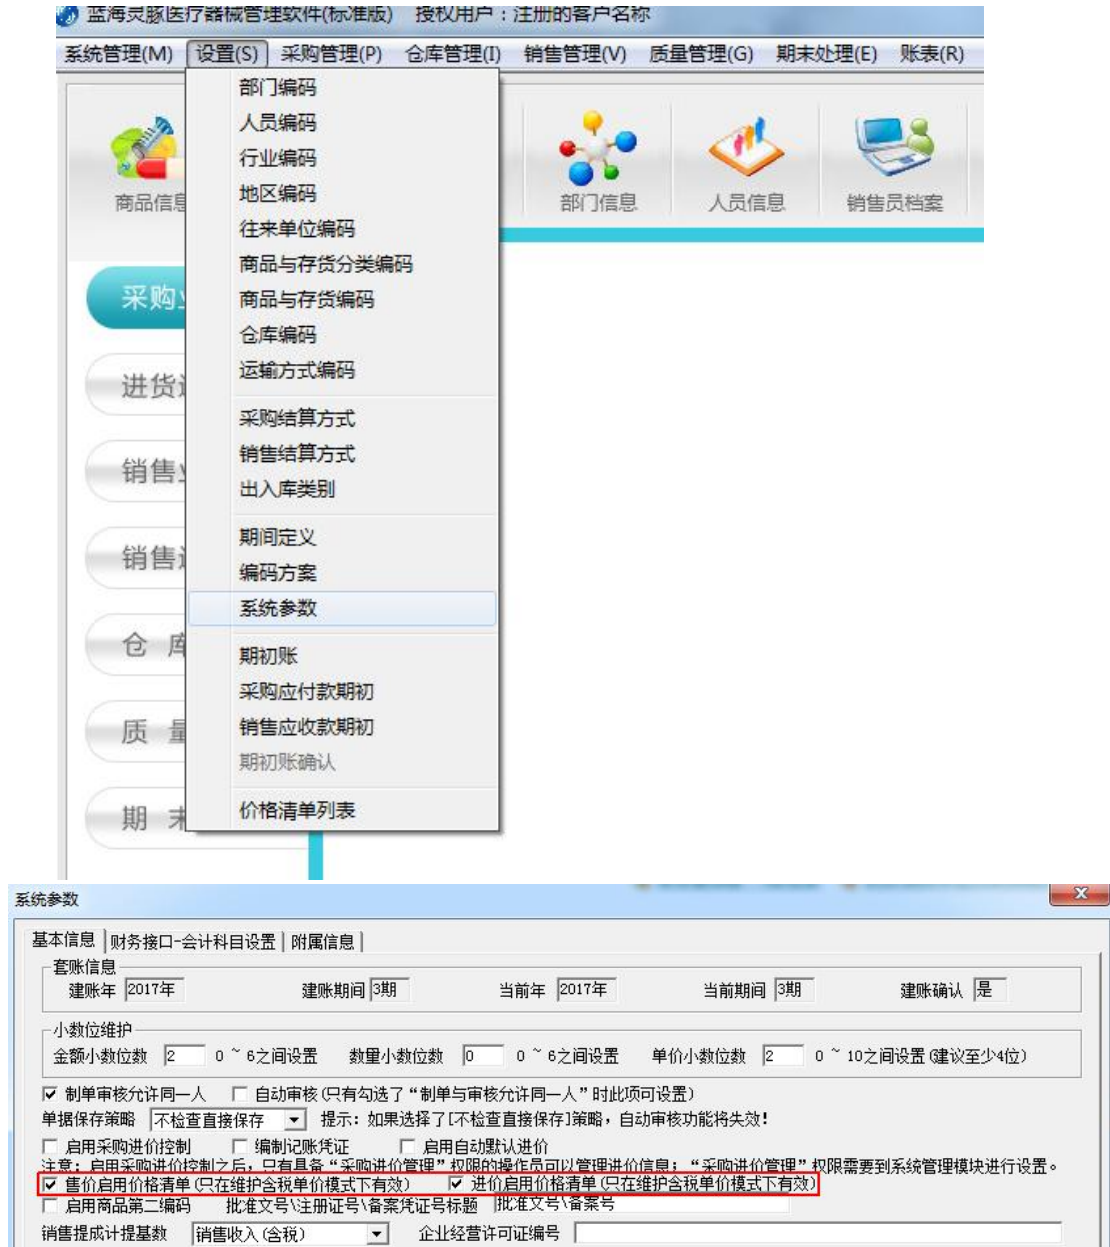 蓝海灵豚医疗器械管理软件(标准版) 授权用户：注册的客户名称
系统管理(M) 设置(S) 采购管理(P) 仓库管理(I) 销售管理(V) 质量管理(G) 期末处理(E) 账表(R)
部门编码
人员编码
行业编码
地区编码
往来单位编码
商品与存货分类编码
商品与存货编码
仓库编码
运输方式编码
采购结算方式
销售结算方式
出入库类别
期间定义
编码方案
系统参数
期初账
采购应付款期初
销售应收款期初
期初账确认
价格清单列表
商品信息 部门信息 人员信息 销售员档案
采购
进货
销售
销售
仓 库
质 量
期 末
系统参数
基本信息 财务接口-会计科目设置 附属信息
套账信息
建账年 2017年 建账期间 3期 当前年 2017年 当前期间 3期 建账确认 是
小数位维护
金额小数位数 2 0 ~ 6之间设置 数量小数位数 0 0 ~ 6之间设置 单价小数位数 2 0 ~ 10之间设置(建议至少4位)
制单审核允许同一人 自动审核(只有勾选了“制单与审核允许同一人”时此项可设置)
单据保存策略 不检查直接保存 提示：如果选择了[不检查直接保存]策略，自动审核功能将失效!
启用采购进价控制 编制记账凭证 启用自动默认进价
注意：启用采购进价控制之后，只有具备“采购进价管理”权限的操作员可以管理进价信息；“采购进价管理”权限需要到系统管理模块进行设置。
售价启用价格清单(只在维护含税单价模式下有效) 进价启用价格清单(只在维护含税单价模式下有效)
启用商品第二编码 批准文号\注册证号\备案凭证号标题 批准文号\备案号
销售提成计提基数 销售收入(含税) 企业经营许可证编号